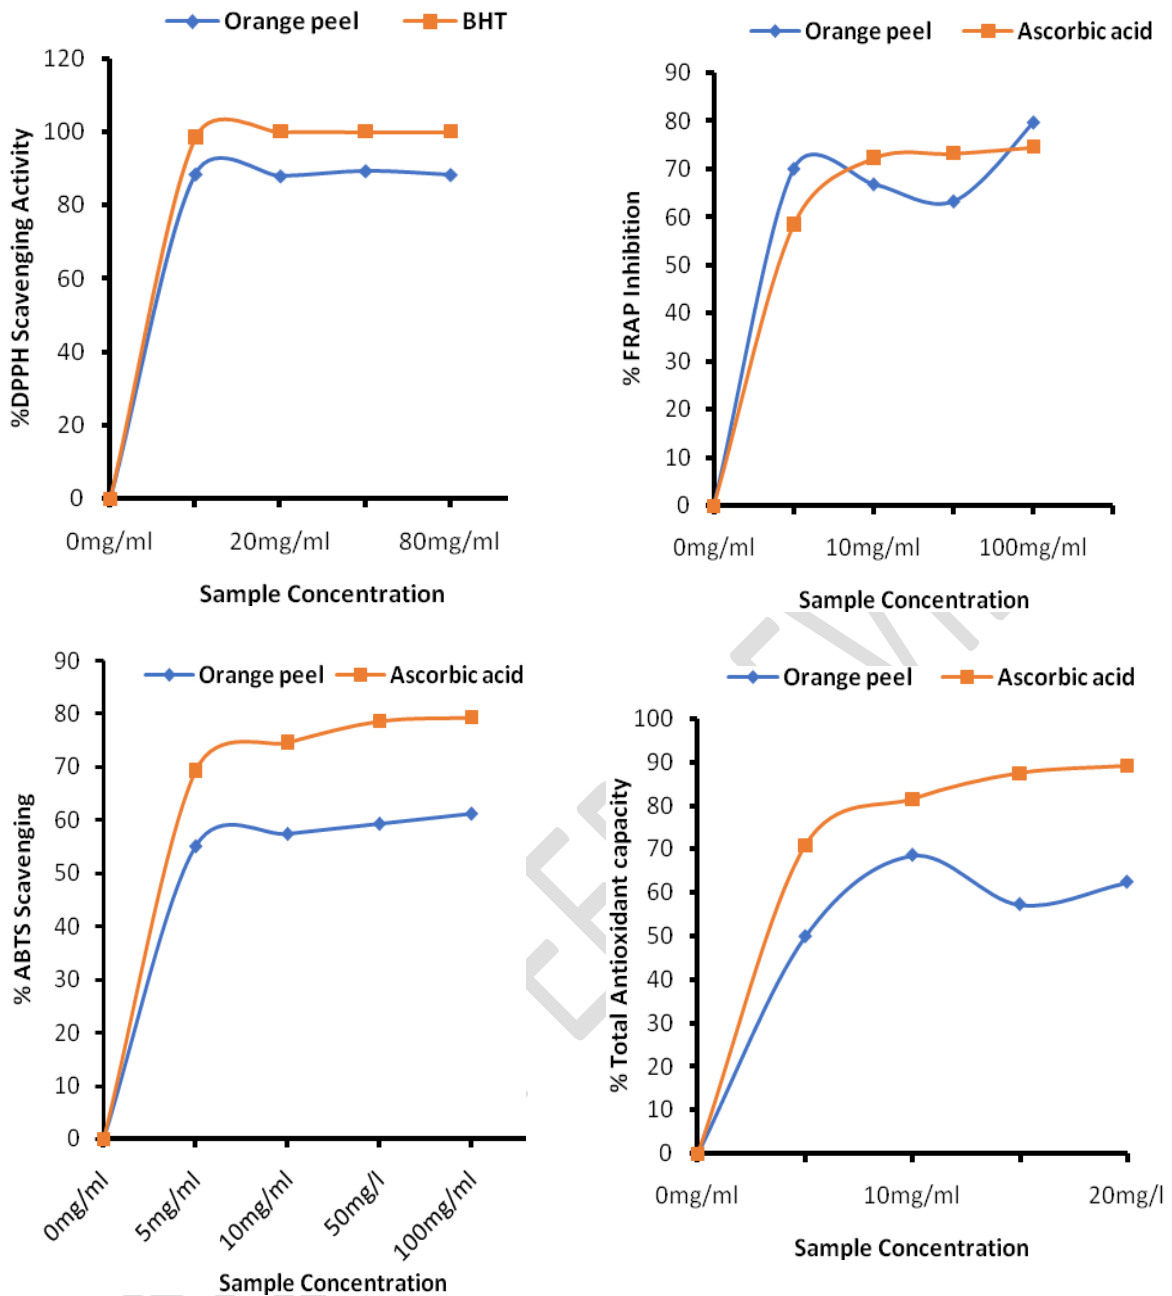 Orange peel BHT
120
100
80
60
40
20
0
%DPPH Scavenging Activity
0mg/ml 20mg/ml 80mg/ml
Sample Concentration
Orange peel Ascorbic acid
90
80
70
60
50
40
30
20
10
0
% FRAP Inhibition
0mg/ml 10mg/ml 100mg/ml
Sample Concentration
Orange peel Ascorbic acid
90
80
70
60
50
40
30
20
10
0
% ABTS Scavenging
0mg/ml 5mg/ml 10mg/ml 50mg/l 100mg/ml
Sample Concentration
Orange peel Ascorbic acid
100
90
80
70
60
50
40
30
20
10
0
% Total Antioxidant capacity
0mg/ml 10mg/ml 20mg/l
Sample Concentration